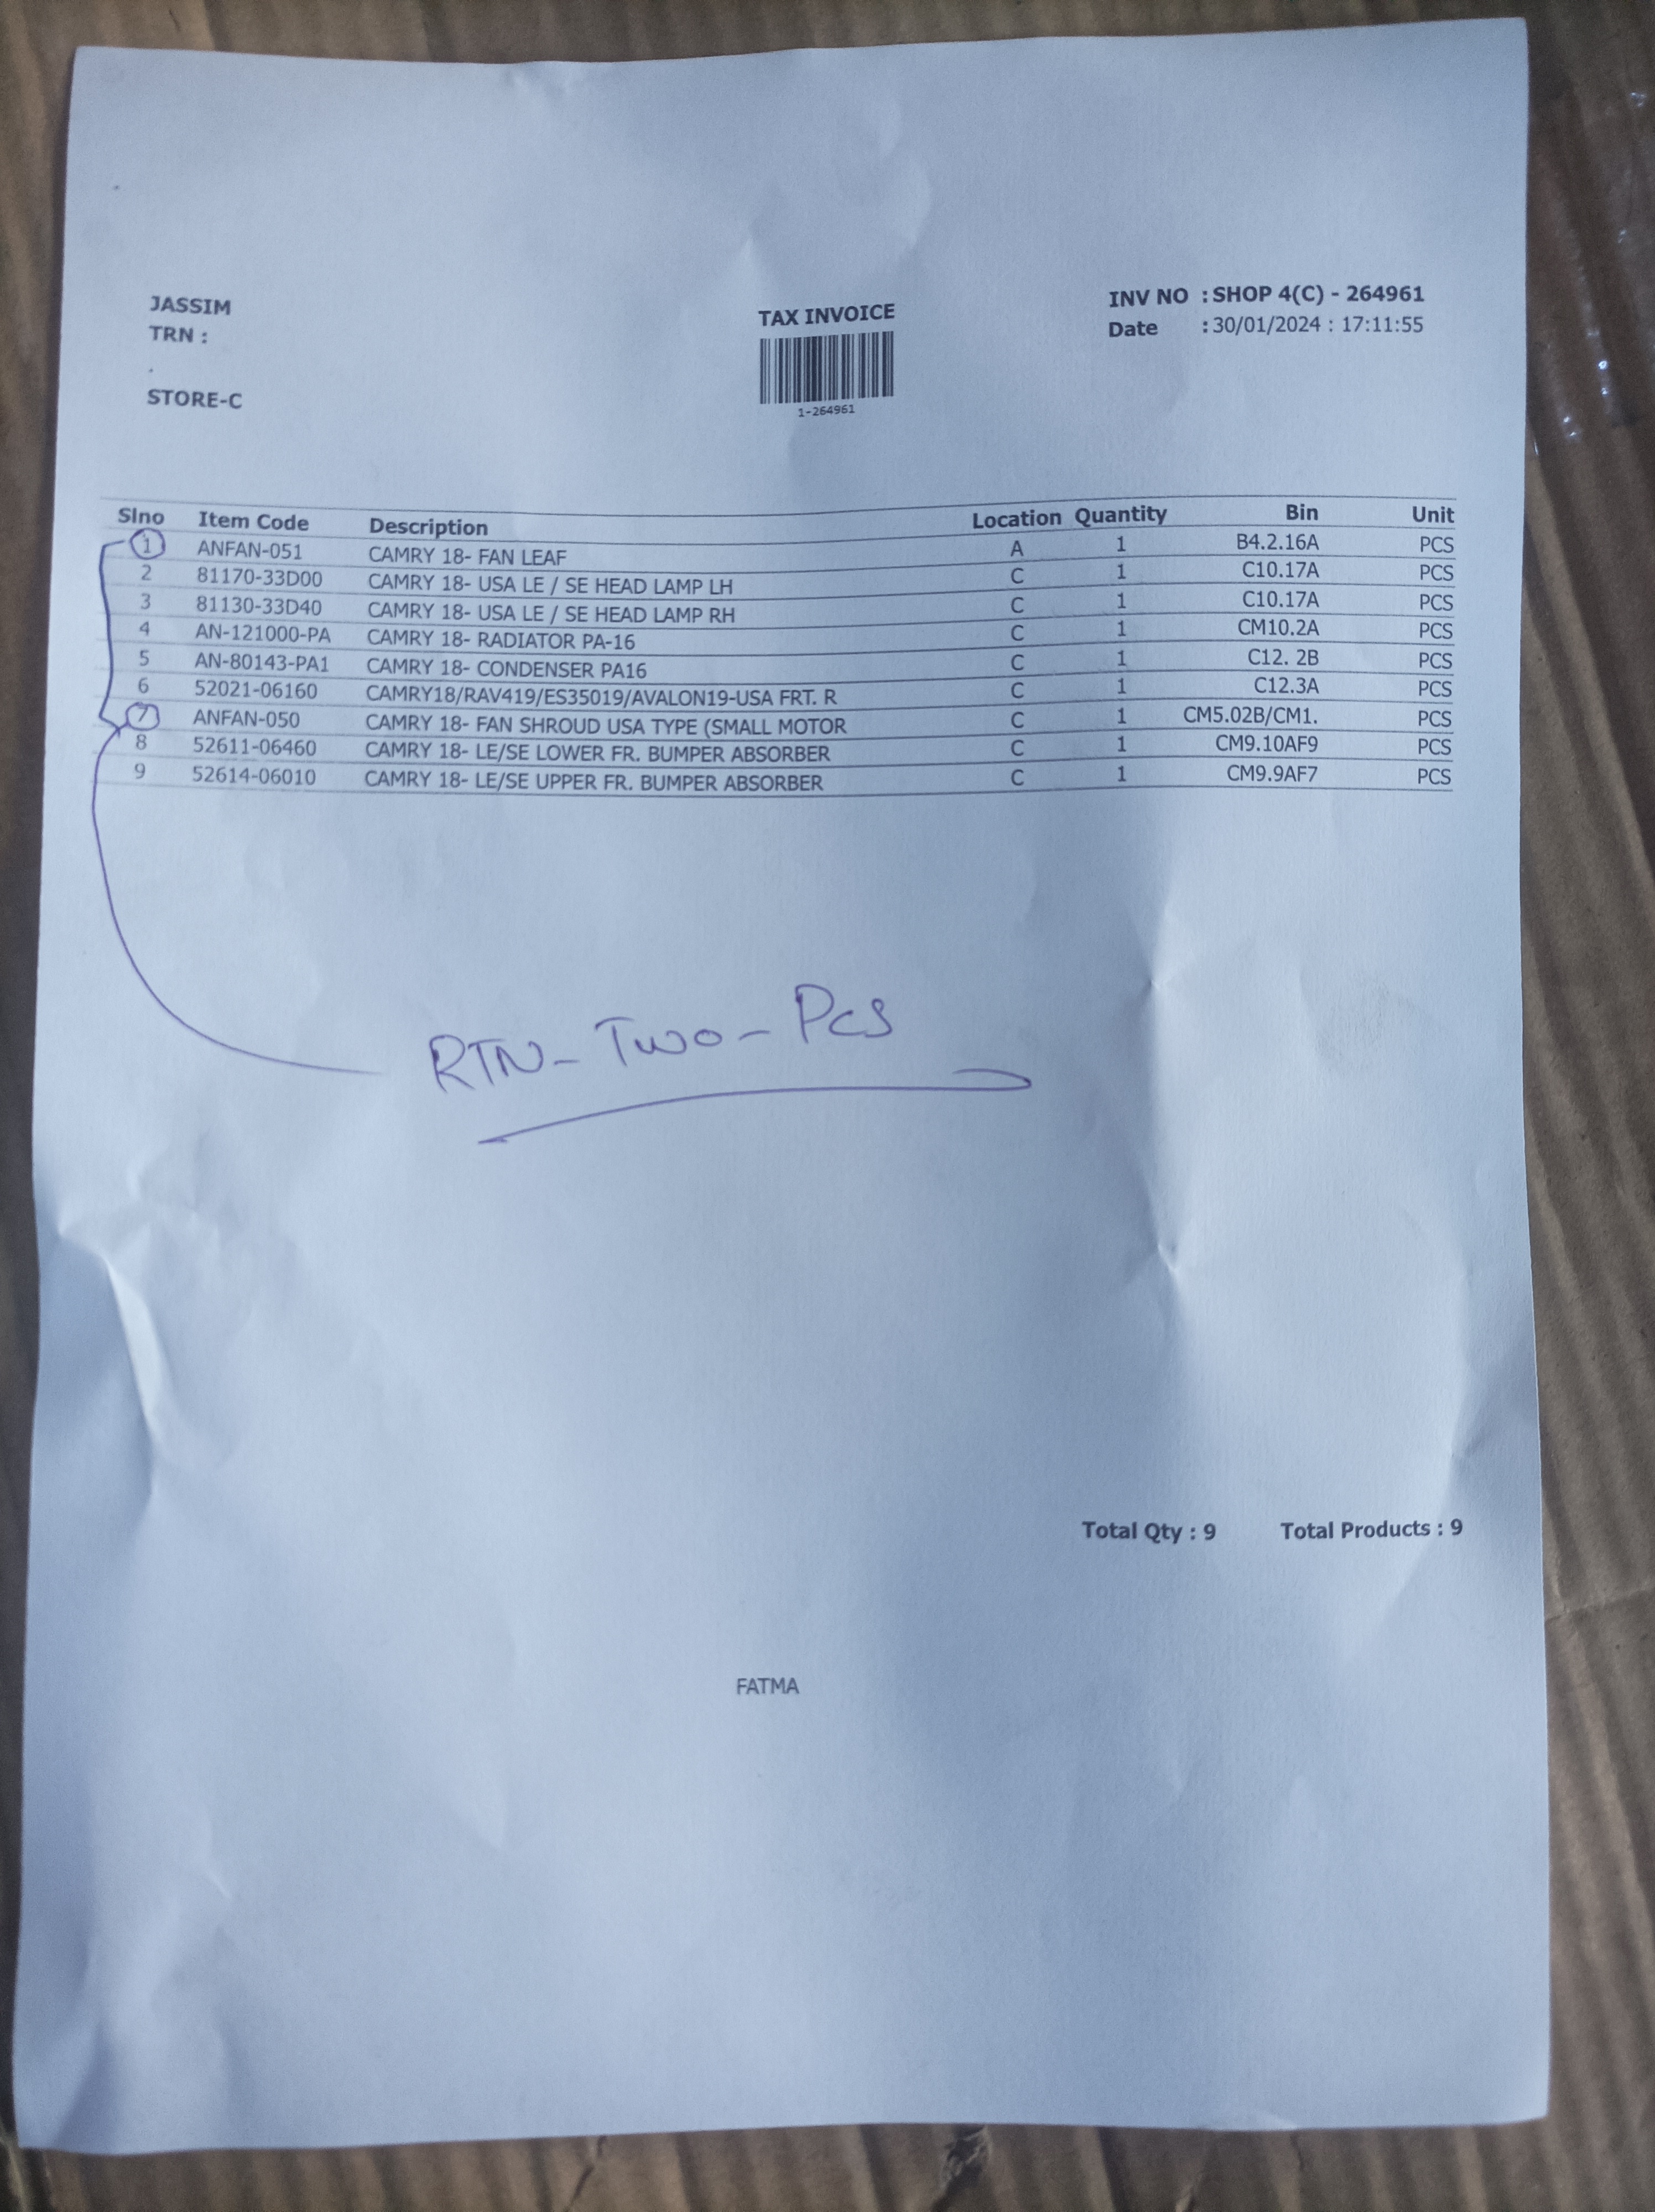 JASSIM
TRN :
.
STORE-C
TAX INVOICE
1-264961
INV NO : SHOP 4(C) - 264961
Date : 30/01/2024 : 17:11:55
Slno Item Code Description Location Quantity Bin Unit
1 ANFAN-051 CAMRY 18- FAN LEAF A 1 B4.2.16A PCS
2 81170-33D00 CAMRY 18- USA LE / SE HEAD LAMP LH C 1 C10.17A PCS
3 81130-33D40 CAMRY 18- USA LE / SE HEAD LAMP RH C 1 C10.17A PCS
4 AN-121000-PA CAMRY 18- RADIATOR PA-16 C 1 CM10.2A PCS
5 AN-80143-PA1 CAMRY 18- CONDENSER PA16 C 1 C12. 2B PCS
6 52021-06160 CAMRY18/RAV419/ES35019/AVALON19-USA FRT. R C 1 C12.3A PCS
7 ANFAN-050 CAMRY 18- FAN SHROUD USA TYPE (SMALL MOTOR C 1 CM5.02B/CM1. PCS
8 52611-06460 CAMRY 18- LE/SE LOWER FR. BUMPER ABSORBER C 1 CM9.10AF9 PCS
9 52614-06010 CAMRY 18- LE/SE UPPER FR. BUMPER ABSORBER C 1 CM9.9AF7 PCS
RTN-Two-Pcs
Total Qty : 9 Total Products : 9
FATMA